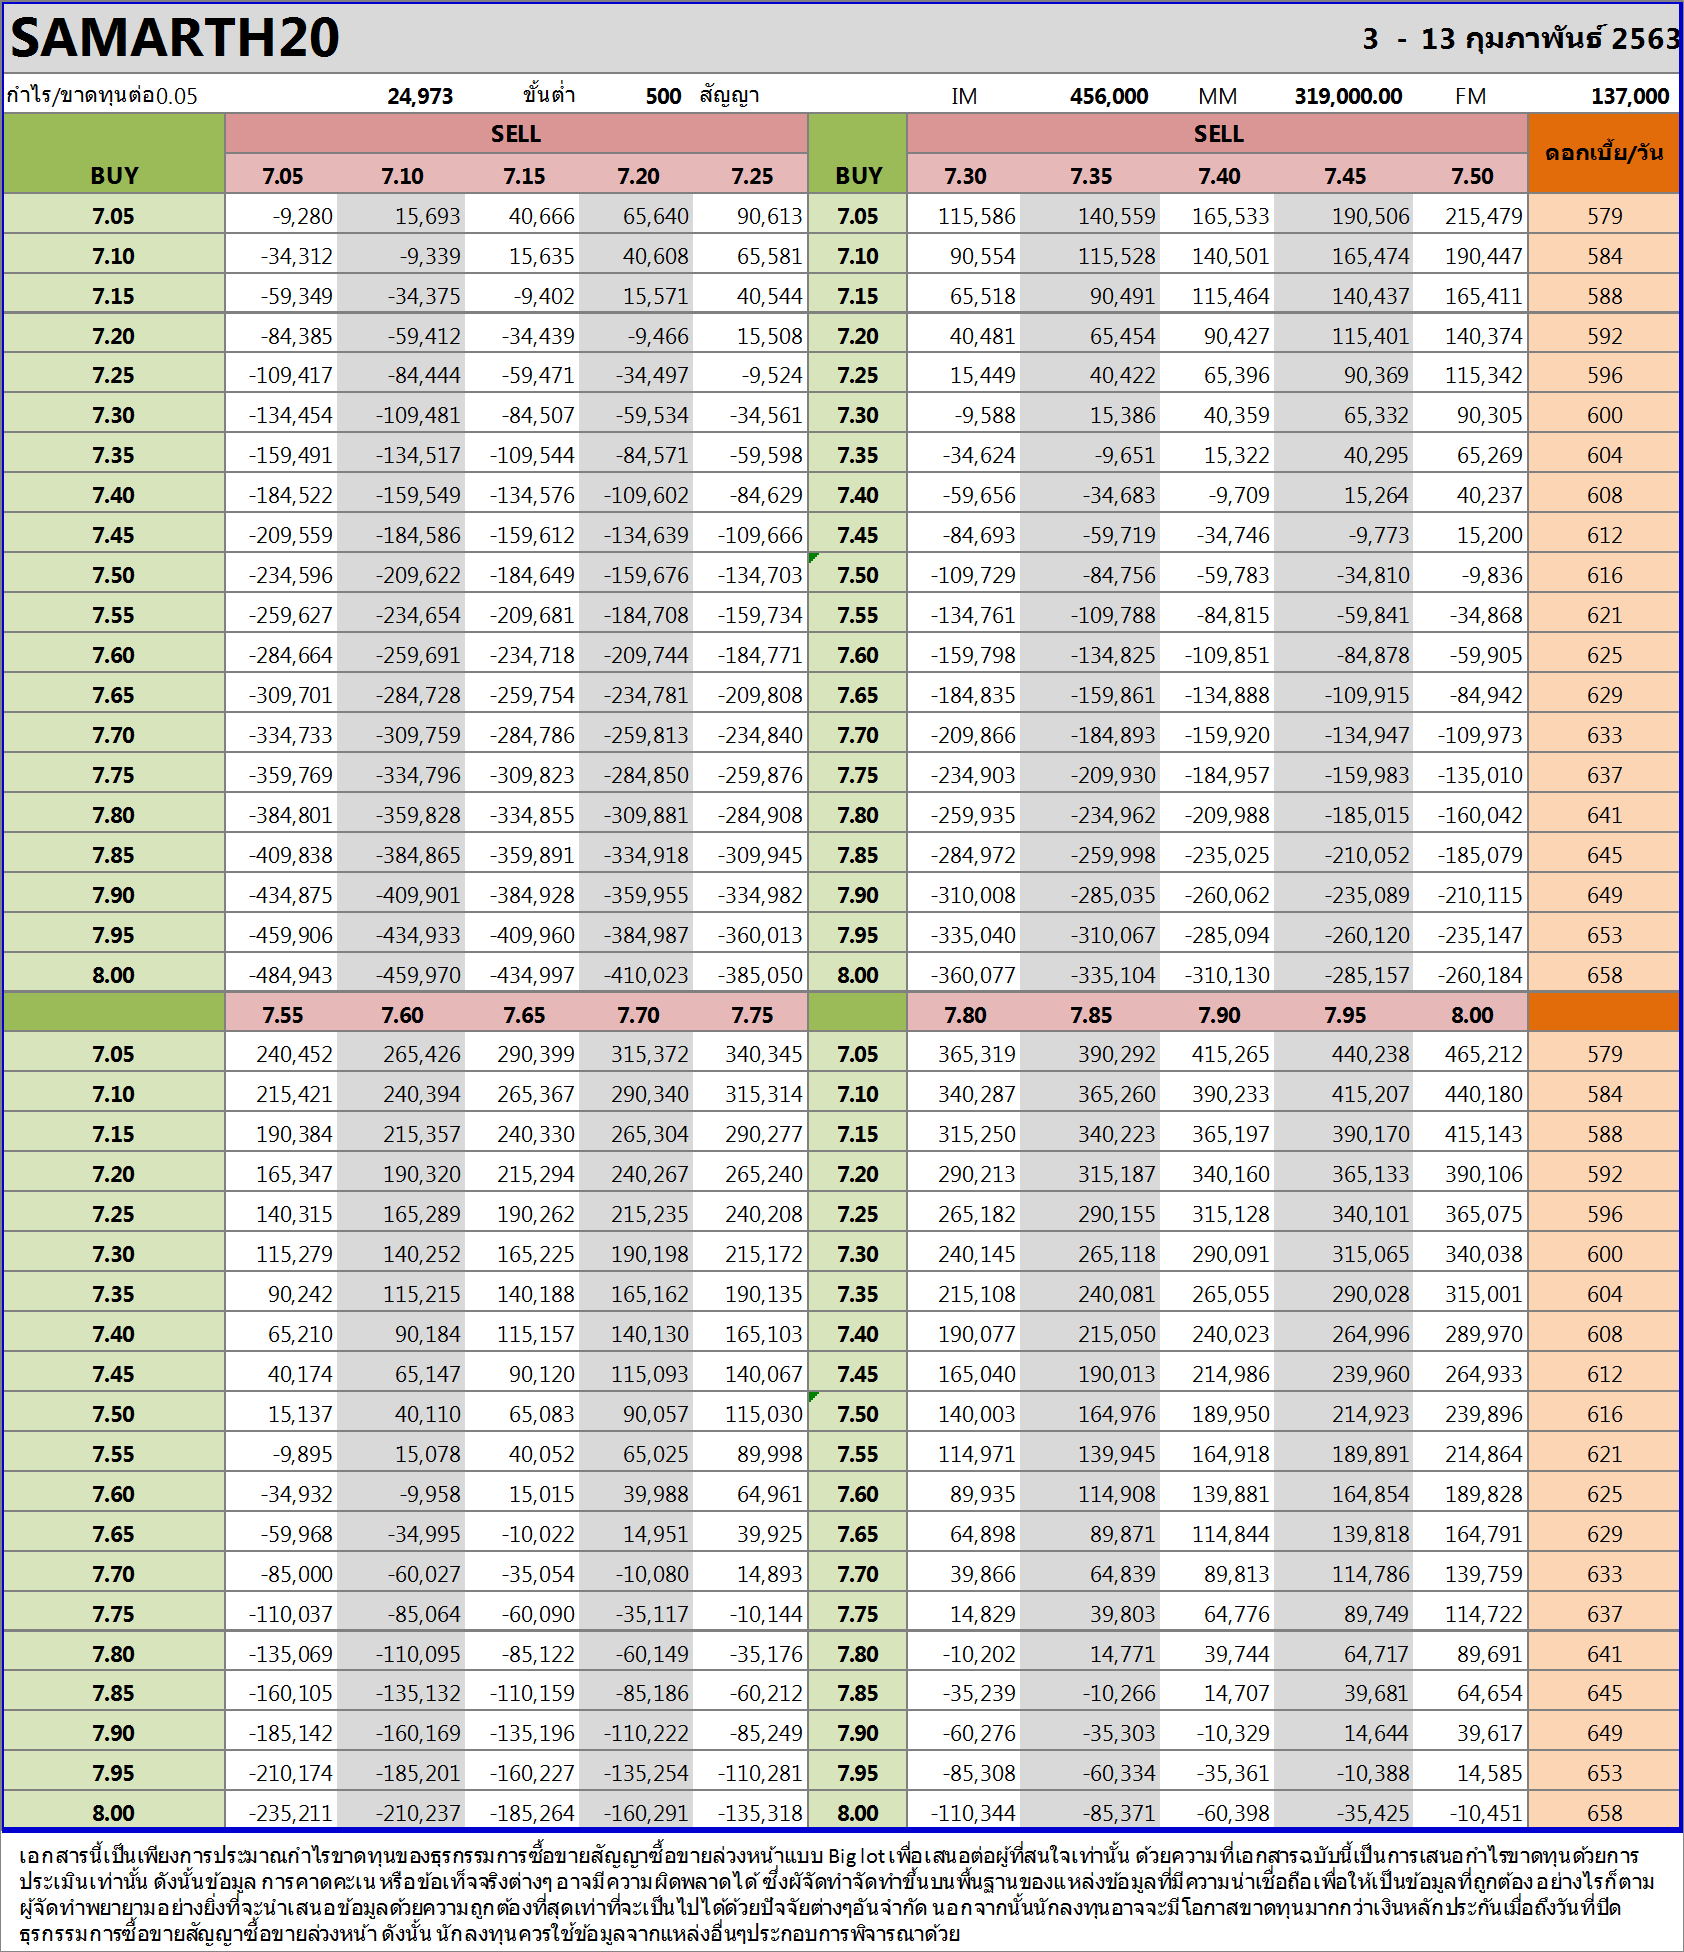 SAMARTH20 3 - 13 กุมภาพันธ์ 2563
กำไร/ขาดทุนต่อ0.05 24,973 ขั้นต่ำ 500 สัญญา IM 456,000 MM 319,000.00 FM 137,000
SELL SELL ดอกเบี้ย/วัน
BUY 7.05 7.10 7.15 7.20 7.25 BUY 7.30 7.35 7.40 7.45 7.50
7.05 -9,280 15,693 40,666 65,640 90,613 7.05 115,586 140,559 165,533 190,506 215,479 579
7.10 -34,312 -9,339 15,635 40,608 65,581 7.10 90,554 115,528 140,501 165,474 190,447 584
7.15 -59,349 -34,375 -9,402 15,571 40,544 7.15 65,518 90,491 115,464 140,437 165,411 588
7.20 -84,385 -59,412 -34,439 -9,466 15,508 7.20 40,481 65,454 90,427 115,401 140,374 592
7.25 -109,417 -84,444 -59,471 -34,497 -9,524 7.25 15,449 40,422 65,396 90,369 115,342 596
7.30 -134,454 -109,481 -84,507 -59,534 -34,561 7.30 -9,588 15,386 40,359 65,332 90,305 600
7.35 -159,491 -134,517 -109,544 -84,571 -59,598 7.35 -34,624 -9,651 15,322 40,295 65,269 604
7.40 -184,522 -159,549 -134,576 -109,602 -84,629 7.40 -59,656 -34,683 -9,709 15,264 40,237 608
7.45 -209,559 -184,586 -159,612 -134,639 -109,666 7.45 -84,693 -59,719 -34,746 -9,773 15,200 612
7.50 -234,596 -209,622 -184,649 -159,676 -134,703 7.50 -109,729 -84,756 -59,783 -34,810 -9,836 616
7.55 -259,627 -234,654 -209,681 -184,708 -159,734 7.55 -134,761 -109,788 -84,815 -59,841 -34,868 621
7.60 -284,664 -259,691 -234,718 -209,744 -184,771 7.60 -159,798 -134,825 -109,851 -84,878 -59,905 625
7.65 -309,701 -284,728 -259,754 -234,781 -209,808 7.65 -184,835 -159,861 -134,888 -109,915 -84,942 629
7.70 -334,733 -309,759 -284,786 -259,813 -234,840 7.70 -209,866 -184,893 -159,920 -134,947 -109,973 633
7.75 -359,769 -334,796 -309,823 -284,850 -259,876 7.75 -234,903 -209,930 -184,957 -159,983 -135,010 637
7.80 -384,801 -359,828 -334,855 -309,881 -284,908 7.80 -259,935 -234,962 -209,988 -185,015 -160,042 641
7.85 -409,838 -384,865 -359,891 -334,918 -309,945 7.85 -284,972 -259,998 -235,025 -210,052 -185,079 645
7.90 -434,875 -409,901 -384,928 -359,955 -334,982 7.90 -310,008 -285,035 -260,062 -235,089 -210,115 649
7.95 -459,906 -434,933 -409,960 -384,987 -360,013 7.95 -335,040 -310,067 -285,094 -260,120 -235,147 653
8.00 -484,943 -459,970 -434,997 -410,023 -385,050 8.00 -360,077 -335,104 -310,130 -285,157 -260,184 658
7.55 7.60 7.65 7.70 7.75 7.80 7.85 7.90 7.95 8.00
7.05 240,452 265,426 290,399 315,372 340,345 7.05 365,319 390,292 415,265 440,238 465,212 579
7.10 215,421 240,394 265,367 290,340 315,314 7.10 340,287 365,260 390,233 415,207 440,180 584
7.15 190,384 215,357 240,330 265,304 290,277 7.15 315,250 340,223 365,197 390,170 415,143 588
7.20 165,347 190,320 215,294 240,267 265,240 7.20 290,213 315,187 340,160 365,133 390,106 592
7.25 140,315 165,289 190,262 215,235 240,208 7.25 265,182 290,155 315,128 340,101 365,075 596
7.30 115,279 140,252 165,225 190,198 215,172 7.30 240,145 265,118 290,091 315,065 340,038 600
7.35 90,242 115,215 140,188 165,162 190,135 7.35 215,108 240,081 265,055 290,028 315,001 604
7.40 65,210 90,184 115,157 140,130 165,103 7.40 190,077 215,050 240,023 264,996 289,970 608
7.45 40,174 65,147 90,120 115,093 140,067 7.45 165,040 190,013 214,986 239,960 264,933 612
7.50 15,137 40,110 65,083 90,057 115,030 7.50 140,003 164,976 189,950 214,923 239,896 616
7.55 -9,895 15,078 40,052 65,025 89,998 7.55 114,971 139,945 164,918 189,891 214,864 621
7.60 -34,932 -9,958 15,015 39,988 64,961 7.60 89,935 114,908 139,881 164,854 189,828 625
7.65 -59,968 -34,995 -10,022 14,951 39,925 7.65 64,898 89,871 114,844 139,818 164,791 629
7.70 -85,000 -60,027 -35,054 -10,080 14,893 7.70 39,866 64,839 89,813 114,786 139,759 633
7.75 -110,037 -85,064 -60,090 -35,117 -10,144 7.75 14,829 39,803 64,776 89,749 114,722 637
7.80 -135,069 -110,095 -85,122 -60,149 -35,176 7.80 -10,202 14,771 39,744 64,717 89,691 641
7.85 -160,105 -135,132 -110,159 -85,186 -60,212 7.85 -35,239 -10,266 14,707 39,681 64,654 645
7.90 -185,142 -160,169 -135,196 -110,222 -85,249 7.90 -60,276 -35,303 -10,329 14,644 39,617 649
7.95 -210,174 -185,201 -160,227 -135,254 -110,281 7.95 -85,308 -60,334 -35,361 -10,388 14,585 653
8.00 -235,211 -210,237 -185,264 -160,291 -135,318 8.00 -110,344 -85,371 -60,398 -35,425 -10,451 658
เอกสารนี้เป็นเพียงการประมาณกำไรขาดทุนของธุรกรรมการซื้อขายสัญญาซื้อขายล่วงหน้าแบบ Big lot เพื่อเสนอต่อผู้ที่สนใจเท่านั้น ด้วยความที่เอกสารฉบับนี้เป็นการเสนอกำไรขาดทุนด้วยการ
ประเมินเท่านั้น ดังนั้นข้อมูล การคาดคะเน หรือข้อเท็จจริงต่างๆ อาจมีความผิดพลาดได้ ซึ่งผู้จัดทำจัดทำขึ้นบนพื้นฐานของแหล่งข้อมูลที่มีความน่าเชื่อถือเพื่อให้เป็นข้อมูลที่ถูกต้อง อย่างไรก็ตาม
ผู้จัดทำพยายามอย่างยิ่งที่จะนำเสนอข้อมูลด้วยความถูกต้องที่สุดเท่าที่จะเป็นไปได้ด้วยปัจจัยต่างๆอันจำกัด นอกจากนั้นนักลงทุนอาจจะมีโอกาสขาดทุนมากกว่าเงินหลักประกันเมื่อถึงวันที่ปิด
ธุรกรรมการซื้อขายสัญญาซื้อขายล่วงหน้า ดังนั้น นักลงทุนควรใช้ข้อมูลจากแหล่งอื่นๆประกอบการพิจารณาด้วย